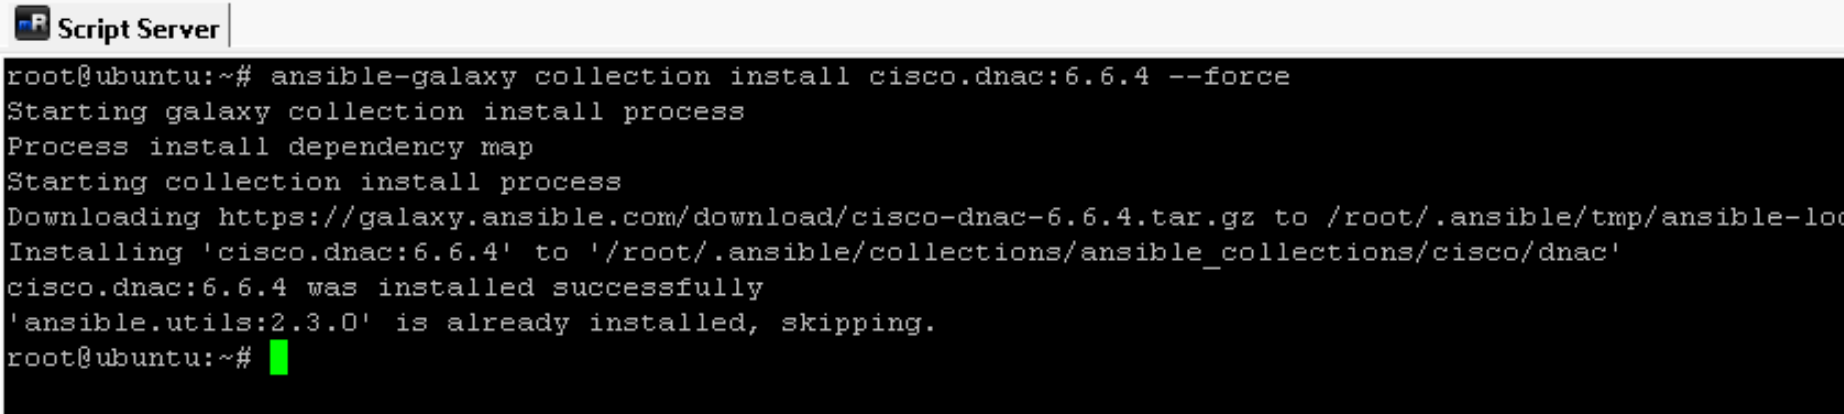 Script Server
root@ubuntu:~# ansible-galaxy collection install cisco.dnac:6.6.4 --force
Starting galaxy collection install process
Process install dependency map
Starting collection install process
Downloading https://galaxy.ansible.com/download/cisco-dnac-6.6.4.tar.gz to /root/.ansible/tmp/ansible-loc
Installing 'cisco.dnac:6.6.4' to '/root/.ansible/collections/ansible_collections/cisco/dnac'
cisco.dnac:6.6.4 was installed successfully
'ansible.utils:2.3.0' is already installed, skipping.
root@ubuntu:~#